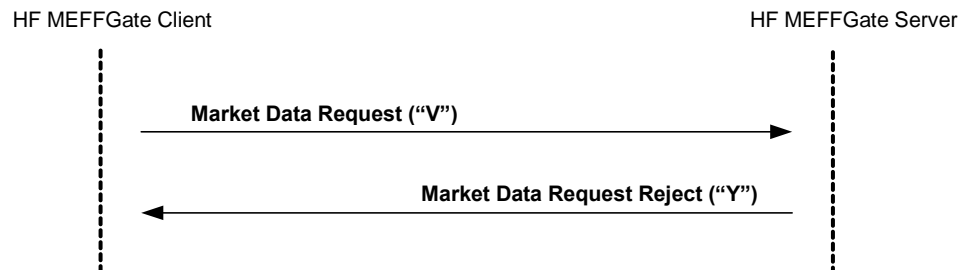 HF MEFFGate Client
HF MEFFGate Server
Market Data Request (“V”)
Market Data Request Reject (“Y”)